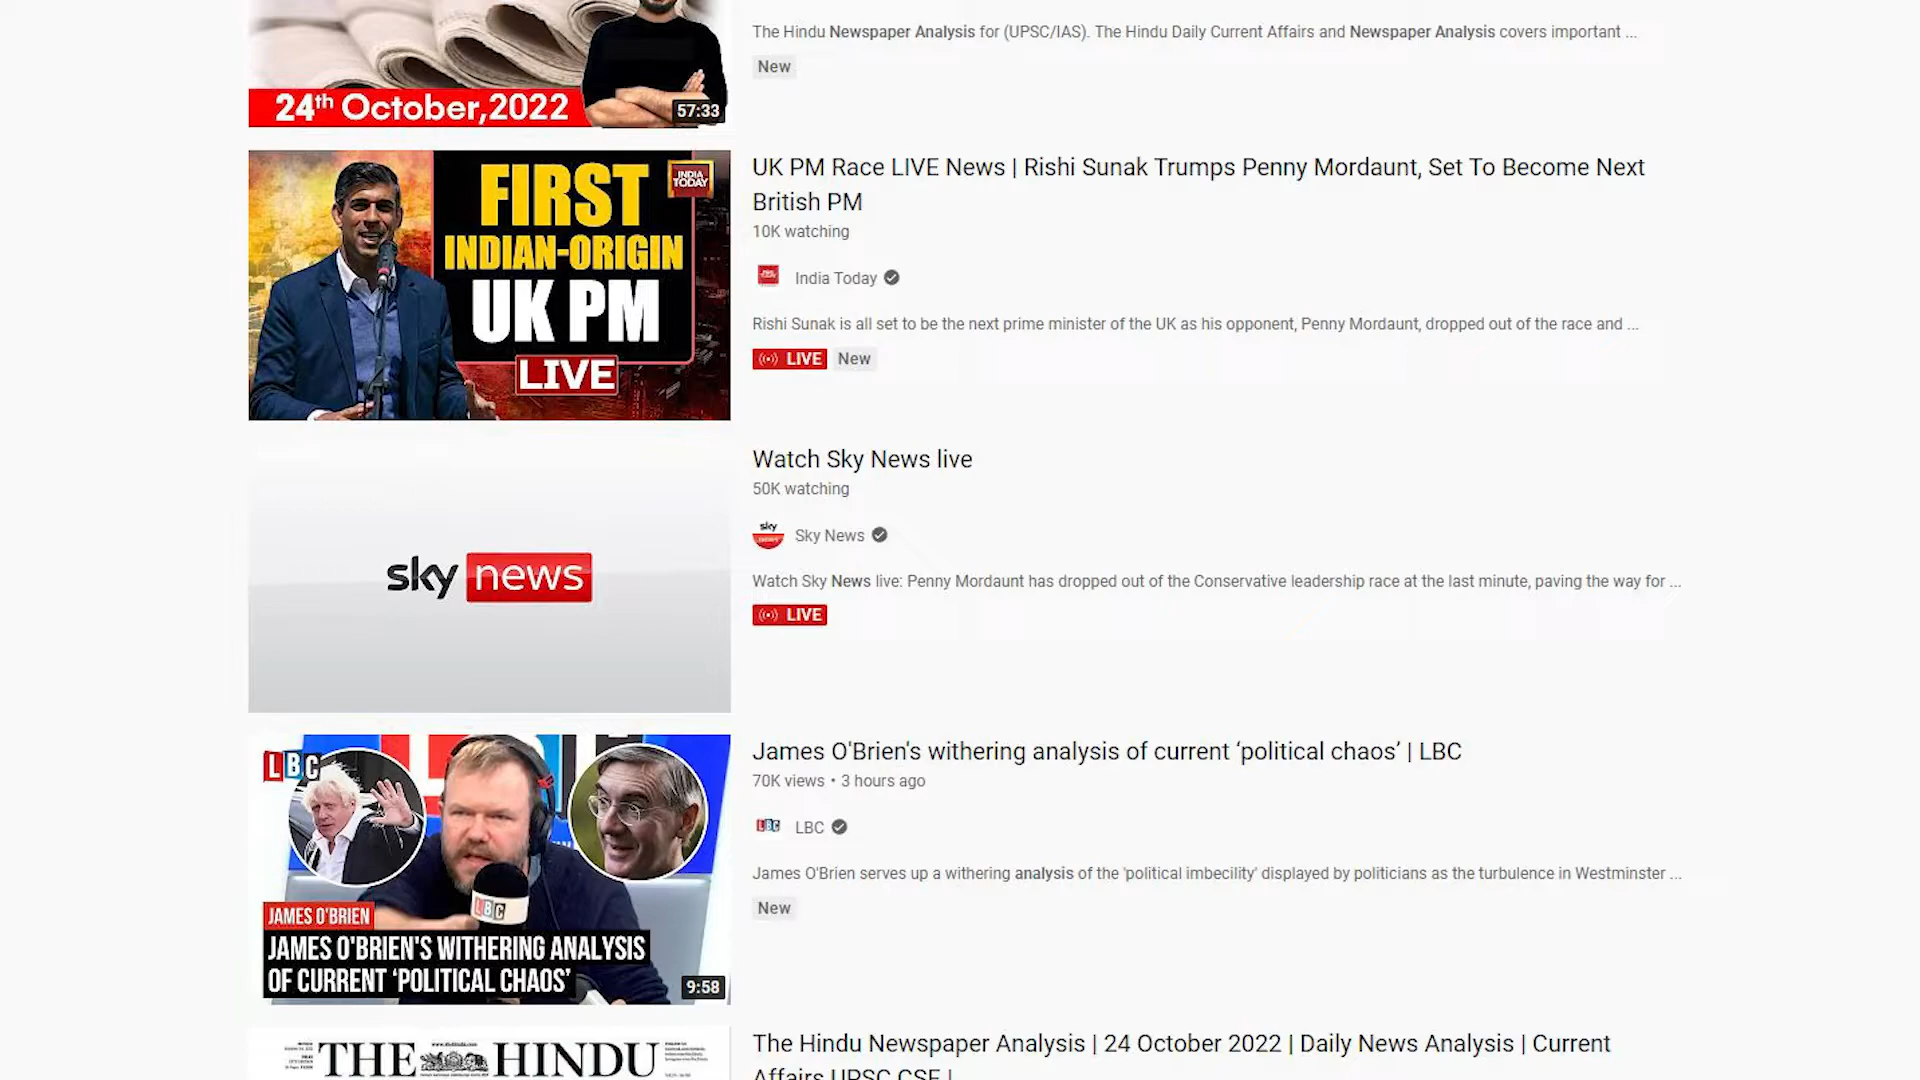 The Hindu Newspaper Analysis for (UPSC/IAS). The Hindu Daily Current Affairs and Newspaper Analysis covers important ...
New
24th October,2022
57:33
FIRST
INDIAN-ORIGIN
UK PM
LIVE
INDIA
TODAY
UK PM Race LIVE News | Rishi Sunak Trumps Penny Mordaunt, Set To Become Next
British PM
10K watching
India Today
Rishi Sunak is all set to be the next prime minister of the UK as his opponent, Penny Mordaunt, dropped out of the race and ...
LIVE New
sky news
Watch Sky News live
50K watching
sky
Sky News
Watch Sky News live: Penny Mordaunt has dropped out of the Conservative leadership race at the last minute, paving the way for ...
LIVE
LBC
LBC
JAMES O'BRIEN
JAMES O'BRIEN'S WITHERING ANALYSIS
OF CURRENT ‘POLITICAL CHAOS’
9:58
James O'Brien's withering analysis of current ‘political chaos’ | LBC
70K views • 3 hours ago
LBC LBC
James O'Brien serves up a withering analysis of the 'political imbecility' displayed by politicians as the turbulence in Westminster ...
New
THE HINDU
The Hindu Newspaper Analysis | 24 October 2022 | Daily News Analysis | Current
Affairs UPSC CSE |